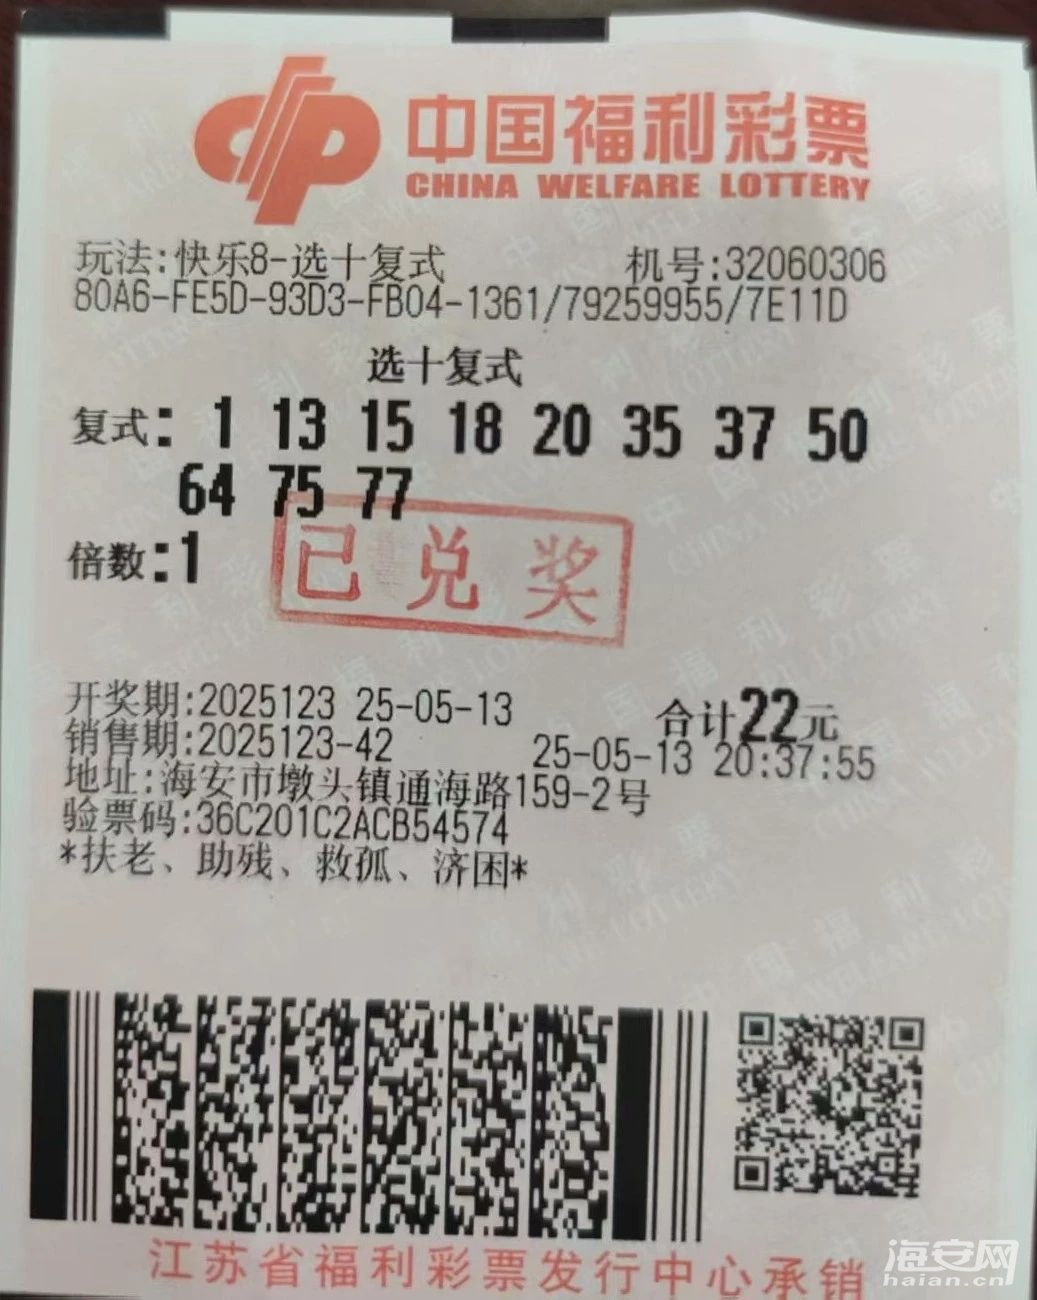 中国福利彩票
CHINA WELFARE LOTTERY
玩法:快乐8-选十复式 机号:32060306
80A6-FE5D-93D3-FB04-1361/79259955/7E11D
选十复式
复式: 1 13 15 18 20 35 37 50
64 75 77
已兑奖
倍数:1
开奖期:2025123 25-05-13 合计22元
销售期:2025123-42 25-05-13 20:37:55
地址:海安市墩头镇通海路159-2号
验票码:36C201C2ACB54574
*扶老、助残、救孤、济困*
江苏省福利彩票发行中心承销
海安网
haian.cn